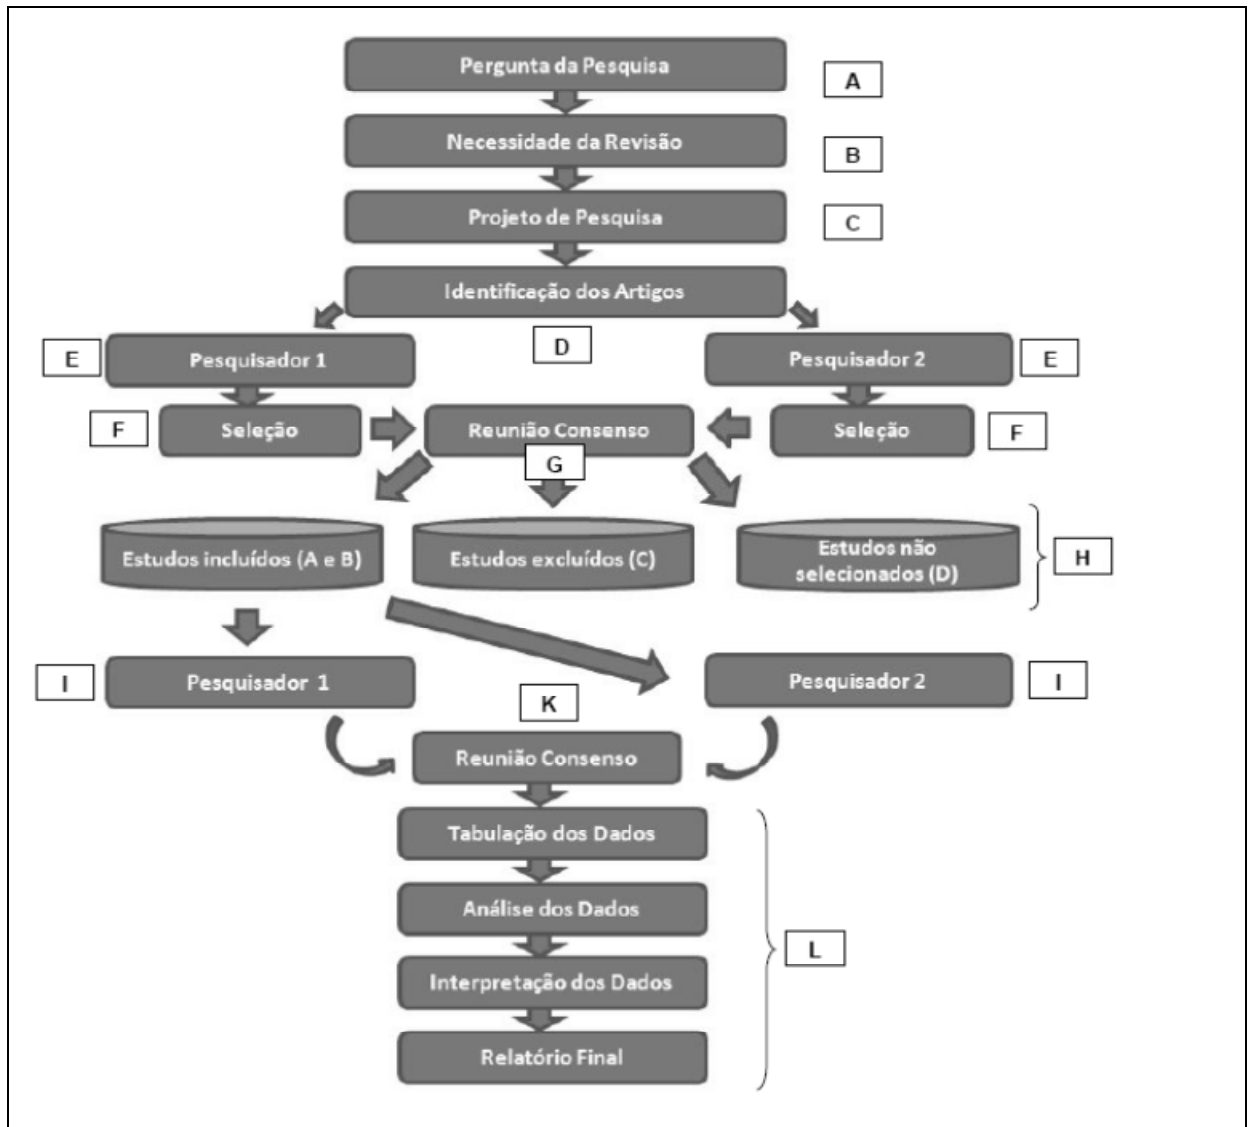 Pergunta da Pesquisa
A
Necessidade da Revisão
B
Projeto de Pesquisa
C
Identificação dos Artigos
D
E
Pesquisador 1
Pesquisador 2
E
F
Seleção
Reunião Consenso
Seleção
F
G
Estudos incluídos (A e B)
Estudos excluídos (C)
Estudos não
selecionados (D)
H
I
Pesquisador 1
Pesquisador 2
I
K
Reunião Consenso
Tabulação dos Dados
Análise dos Dados
Interpretação dos Dados
Relatório Final
L